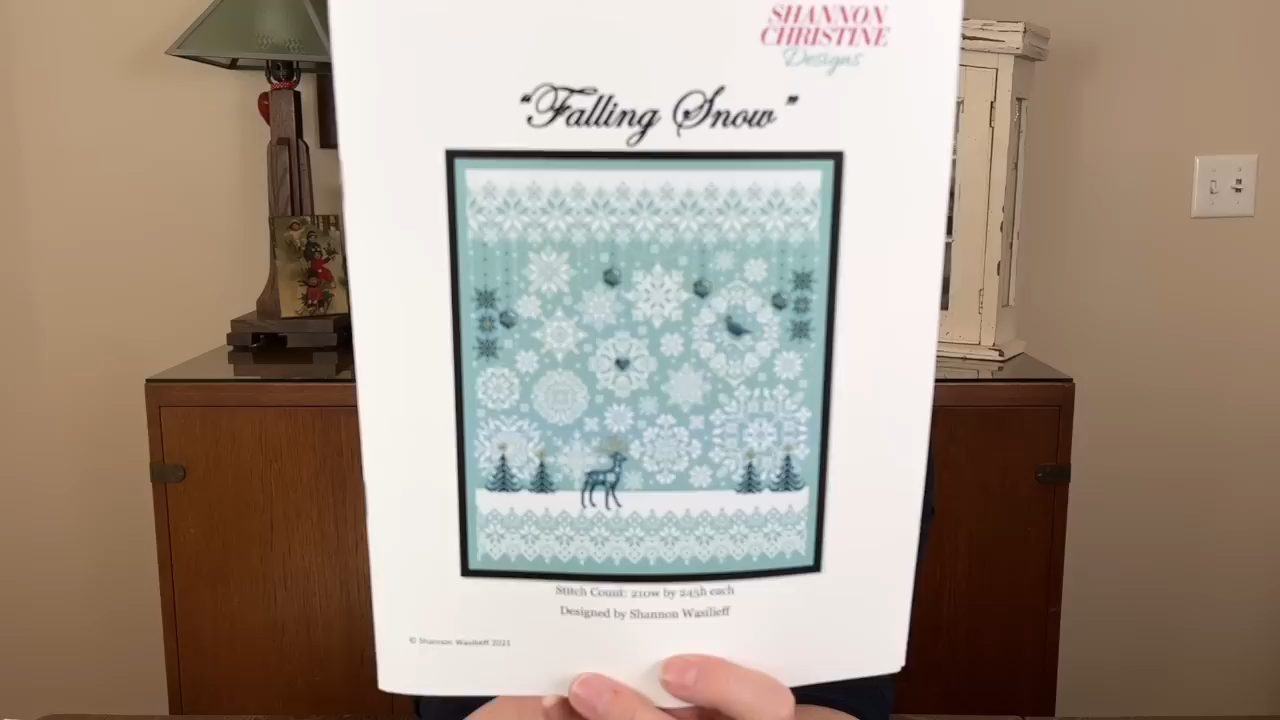 SHANNON
CHRISTINE
Designs
"Falling Snow"
Stitch Count: 210w by 245h each
Designed by Shannon Wasilieff
© Shannon Wasilieff 2021